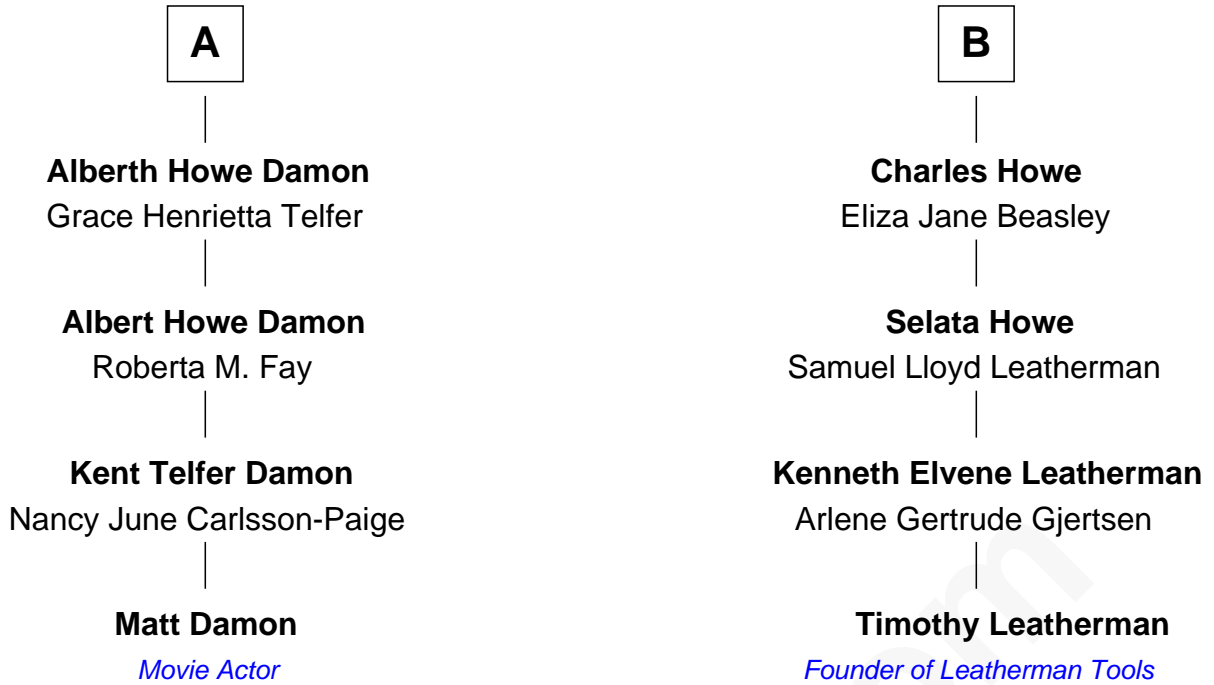 A
Alberth Howe Damon
Grace Henrietta Telfer
Albert Howe Damon
Roberta M. Fay
Kent Telfer Damon
Nancy June Carlsson-Paige
Matt Damon
Movie Actor
B
Charles Howe
Eliza Jane Beasley
Selata Howe
Samuel Lloyd Leatherman
Kenneth Elvene Leatherman
Arlene Gertrude Gjertsen
Timothy Leatherman
Founder of Leatherman Tools